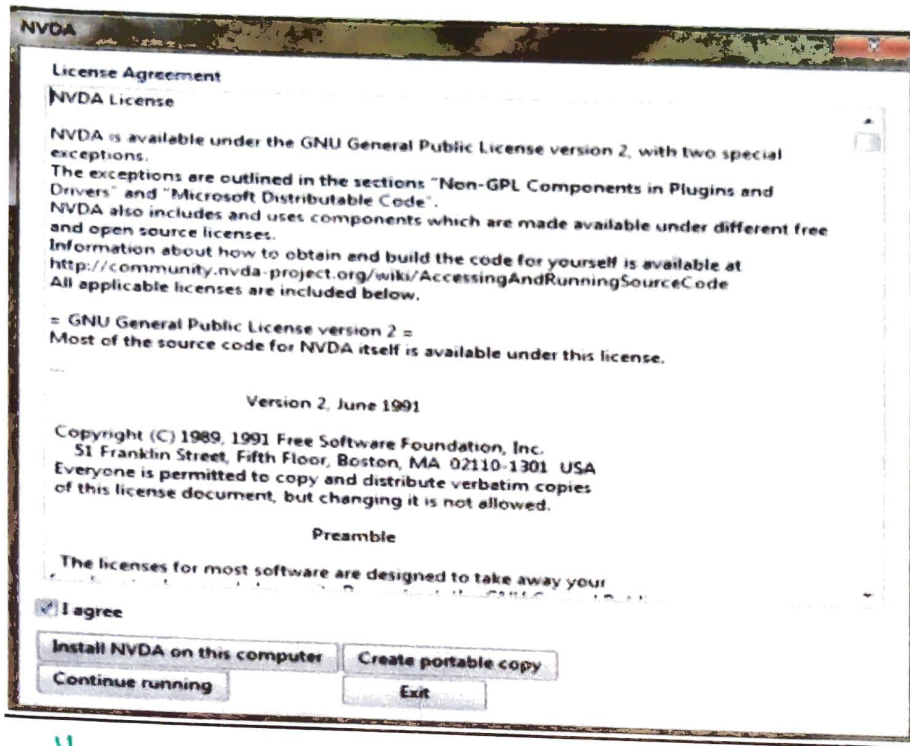 NVDA
License Agreement
NVDA License
NVDA is available under the GNU General Public License version 2, with two special
exceptions.
The exceptions are outlined in the sections "Non-GPL Components in Plugins and
Drivers" and "Microsoft Distributable Code".
NVDA also includes and uses components which are made available under different free
and open source licenses.
Information about how to obtain and build the code for yourself is available at
http://community.nvda-project.org/wiki/AccessingAndRunningSourceCode
All applicable licenses are included below.
= GNU General Public License version 2 =
Most of the source code for NVDA itself is available under this license.
...
Version 2, June 1991
Copyright (C) 1989, 1991 Free Software Foundation, Inc.
51 Franklin Street, Fifth Floor, Boston, MA 02110-1301 USA
Everyone is permitted to copy and distribute verbatim copies
of this license document, but changing it is not allowed.
Preamble
The licenses for most software are designed to take away your
I agree
Install NVDA on this computer
Create portable copy
Continue running
Exit